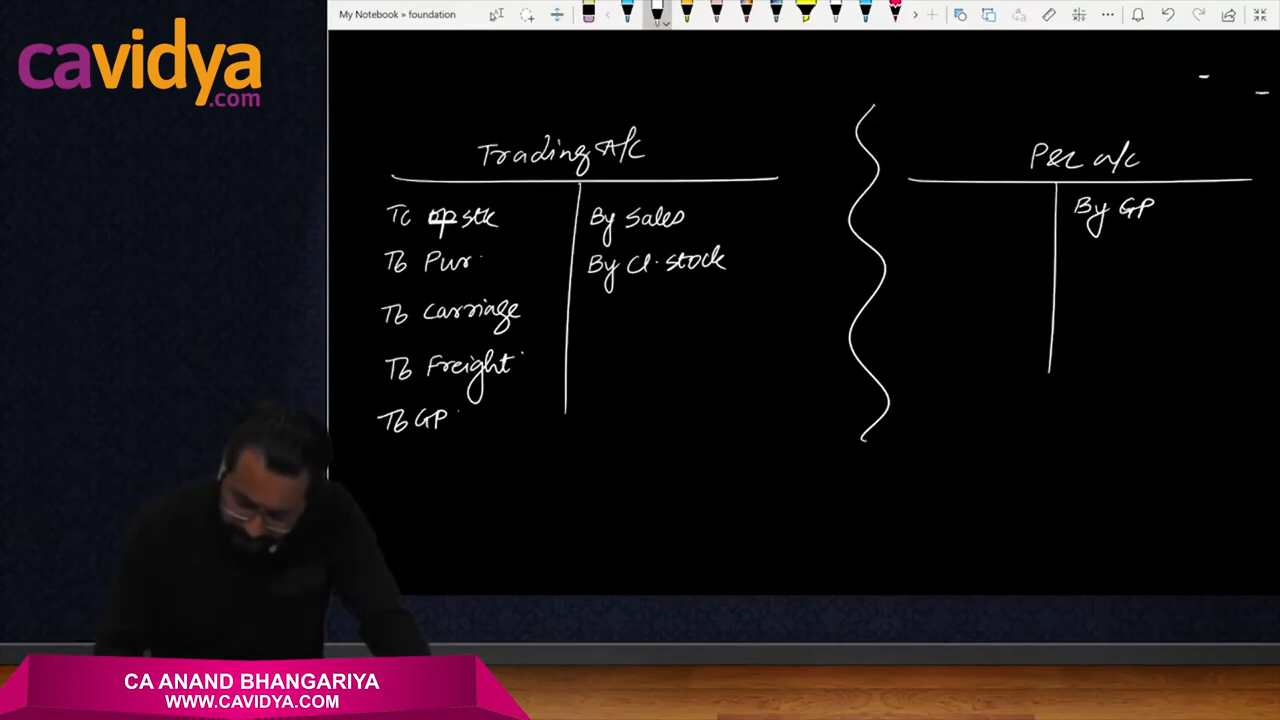 cavidya
.com
My Notebook » foundation
Trading A/c
To op stk
By Sales
To Pur.
By Cl. stock
To Carriage
To Freight
To GP
P&L a/c
By GP
CA ANAND BHANGARIYA
WWW.CAVIDYA.COM